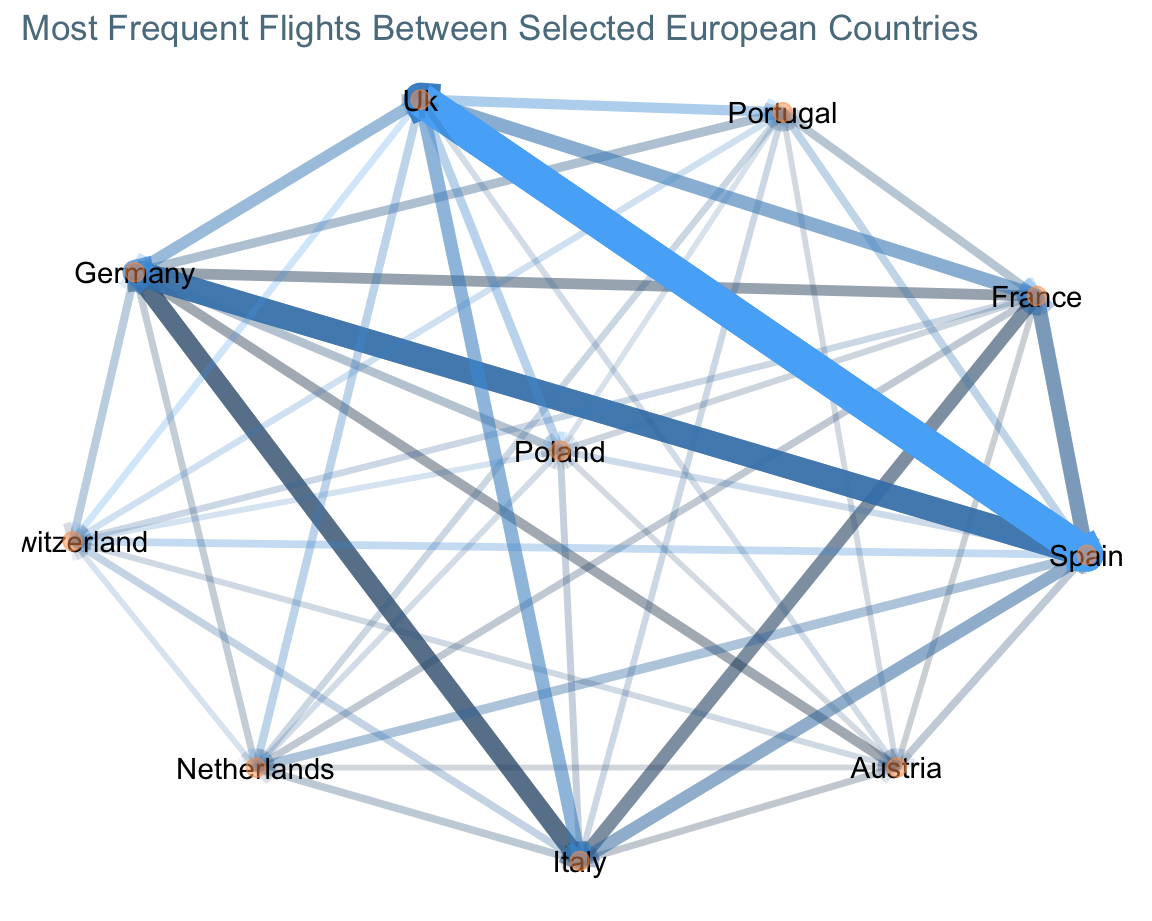 Most Frequent Flights Between Selected European Countries
Uk
Portugal
Germany
France
Poland
witzerland
Spain
Netherlands
Austria
Italy